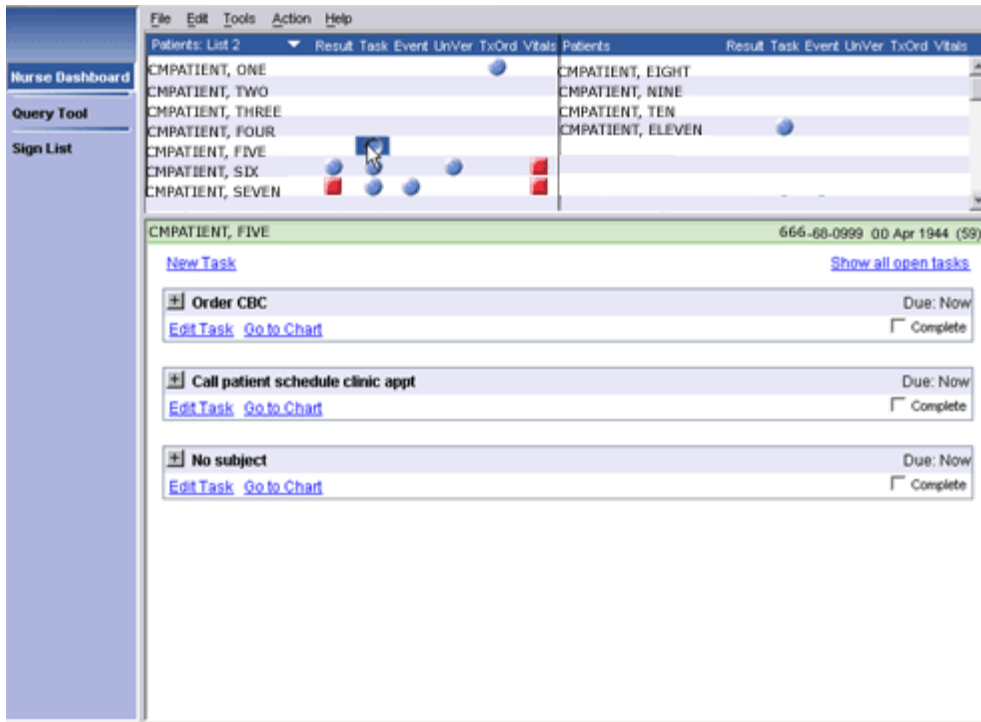 File Edit Tools Action Help
Patients: List 2 Result Task Event UnVer TxOrd Vitals Patients Result Task Event UnVer TxOrd Vitals
Nurse Dashboard
Query Tool
Sign List
CMPATIENT, ONE
CMPATIENT, TWO
CMPATIENT, THREE
CMPATIENT, FOUR
CMPATIENT, FIVE
CMPATIENT, SIX
CMPATIENT, SEVEN
CMPATIENT, EIGHT
CMPATIENT, NINE
CMPATIENT, TEN
CMPATIENT, ELEVEN
CMPATIENT, FIVE 666-68-0999 00 Apr 1944 (59)
New Task Show all open tasks
Order CBC Due: Now
Edit Task Go to Chart Complete
Call patient schedule clinic appt Due: Now
Edit Task Go to Chart Complete
No subject Due: Now
Edit Task Go to Chart Complete